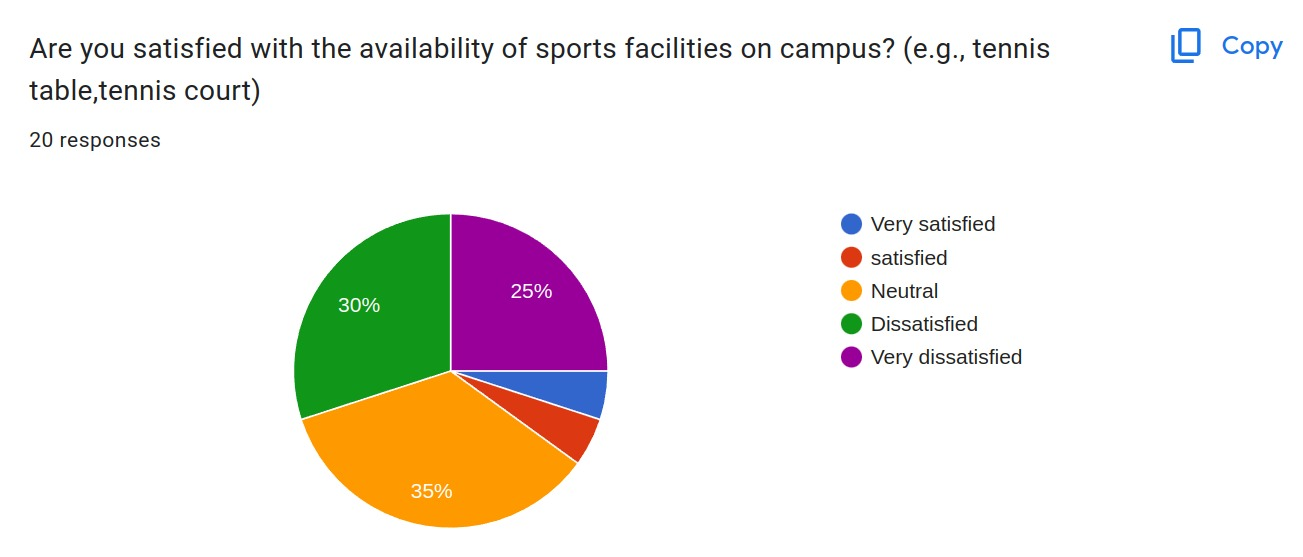 Are you satisfied with the availability of sports facilities on campus? (e.g., tennis
table,tennis court)
Copy
20 responses
25%
30%
35%
Very satisfied
satisfied
Neutral
Dissatisfied
Very dissatisfied